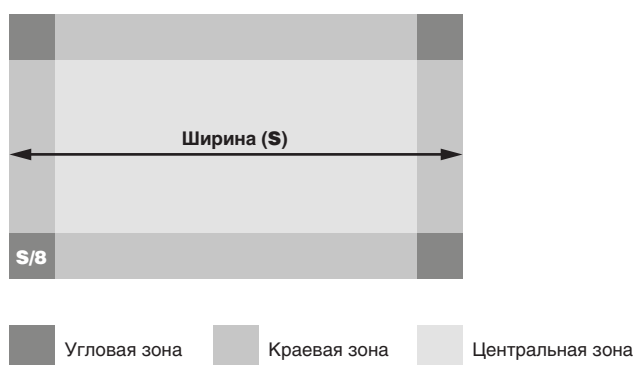 Ширина (S)
S/8
Угловая зона
Краевая зона
Центральная зона